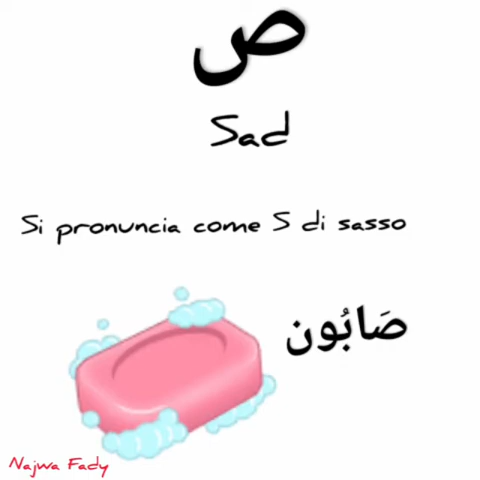 ص
Sad
Si pronuncia come S di sasso
صَابُون
Najwa Fady